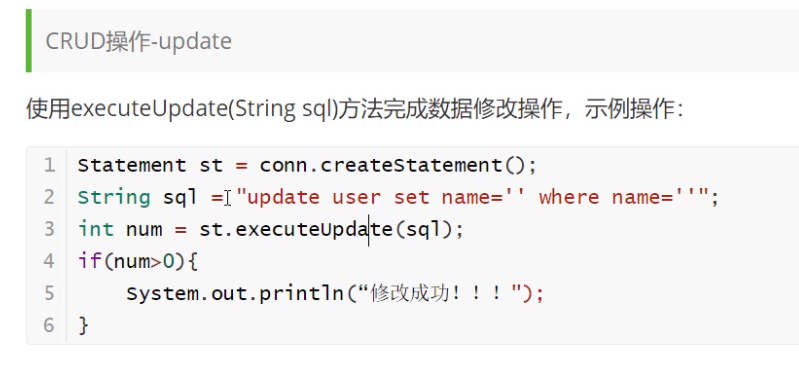 CRUD操作-update
使用executeUpdate(String sql)方法完成数据修改操作，示例操作：
1 Statement st = conn.createStatement();
2 String sql ="update user set name='' where name=''";
3 int num = st.executeUpdate(sql);
4 if(num>0){
5 System.out.println(“修改成功！！！");
6 }